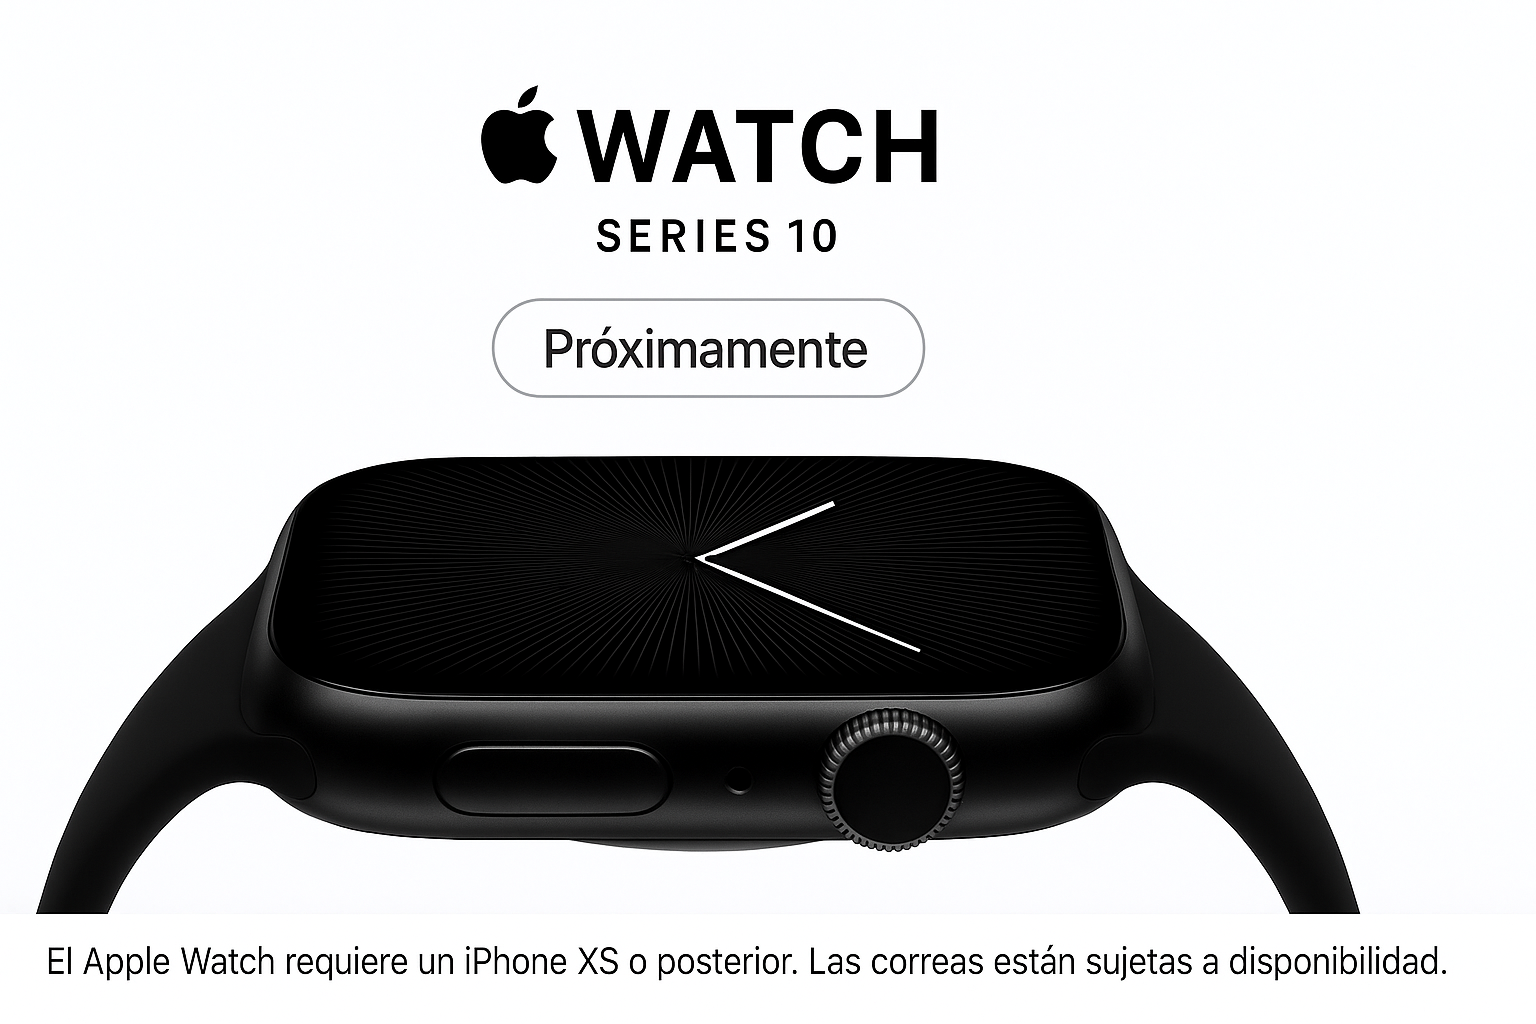 WATCH
SERIES 10
Próximamente
El Apple Watch requiere un iPhone XS o posterior. Las correas están sujetas a disponibilidad.